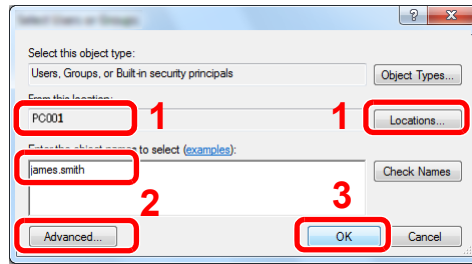 Select Users or Groups
Select this object type:
Users, Groups, or Built-in security principals
Object Types...
From this location:
PC001
1
1
Locations...
Enter the object names to select (examples):
james.smith
Check Names
2
3
Advanced...
OK
Cancel